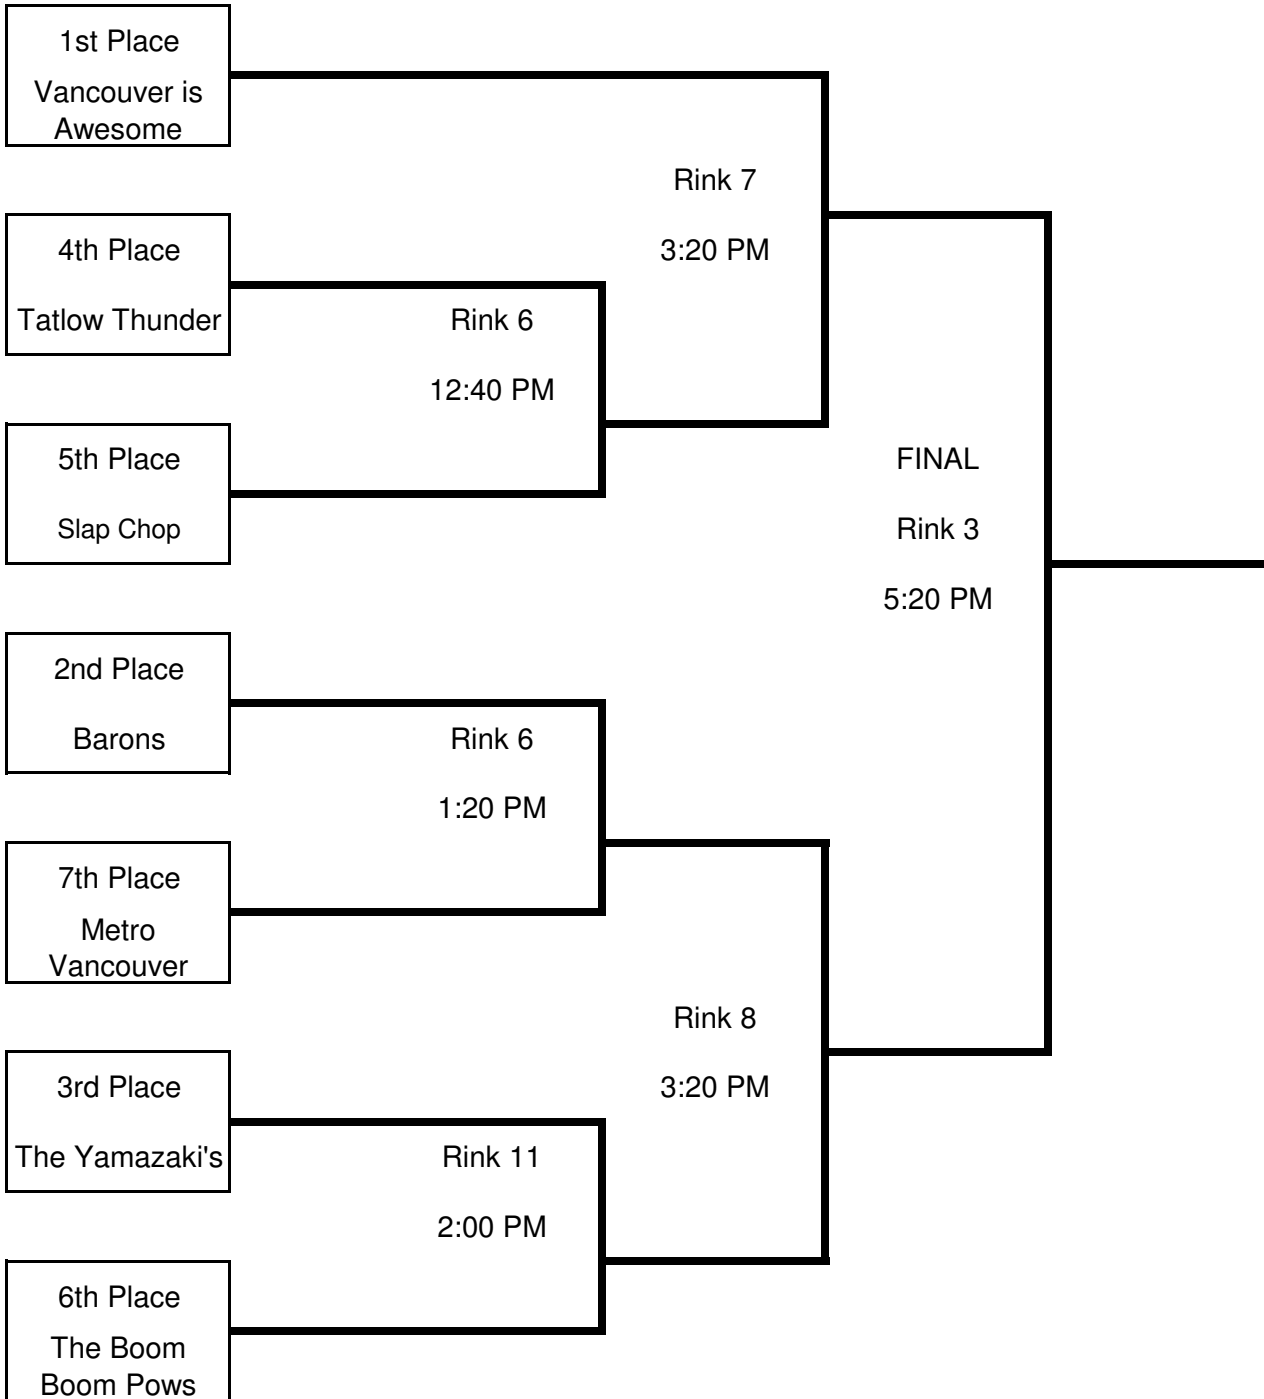 1st Place
Vancouver is
Awesome
Rink 7
4th Place
3:20 PM
Tatlow Thunder
Rink 6
12:40 PM
5th Place
FINAL
Slap Chop
Rink 3
5:20 PM
2nd Place
Barons
Rink 6
1:20 PM
7th Place
Metro
Vancouver
Rink 8
3rd Place
3:20 PM
The Yamazaki's
Rink 11
2:00 PM
6th Place
The Boom
Boom Pows